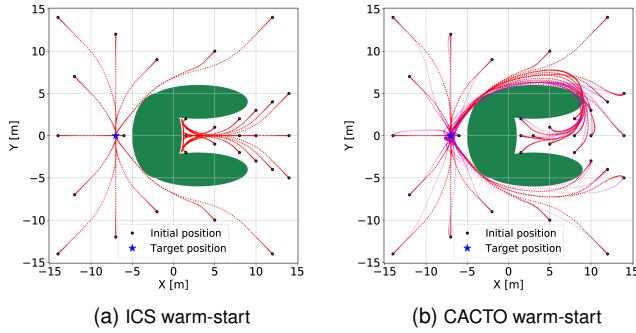 15
10
5
0
−5
−10
−15
Y [m]
−15 −10 −5 0 5 10 15
X [m]
Initial position
Target position
(a) ICS warm-start
15
10
5
0
−5
−10
−15
Y [m]
−15 −10 −5 0 5 10 15
X [m]
Initial position
Target position
(b) CACTO warm-start